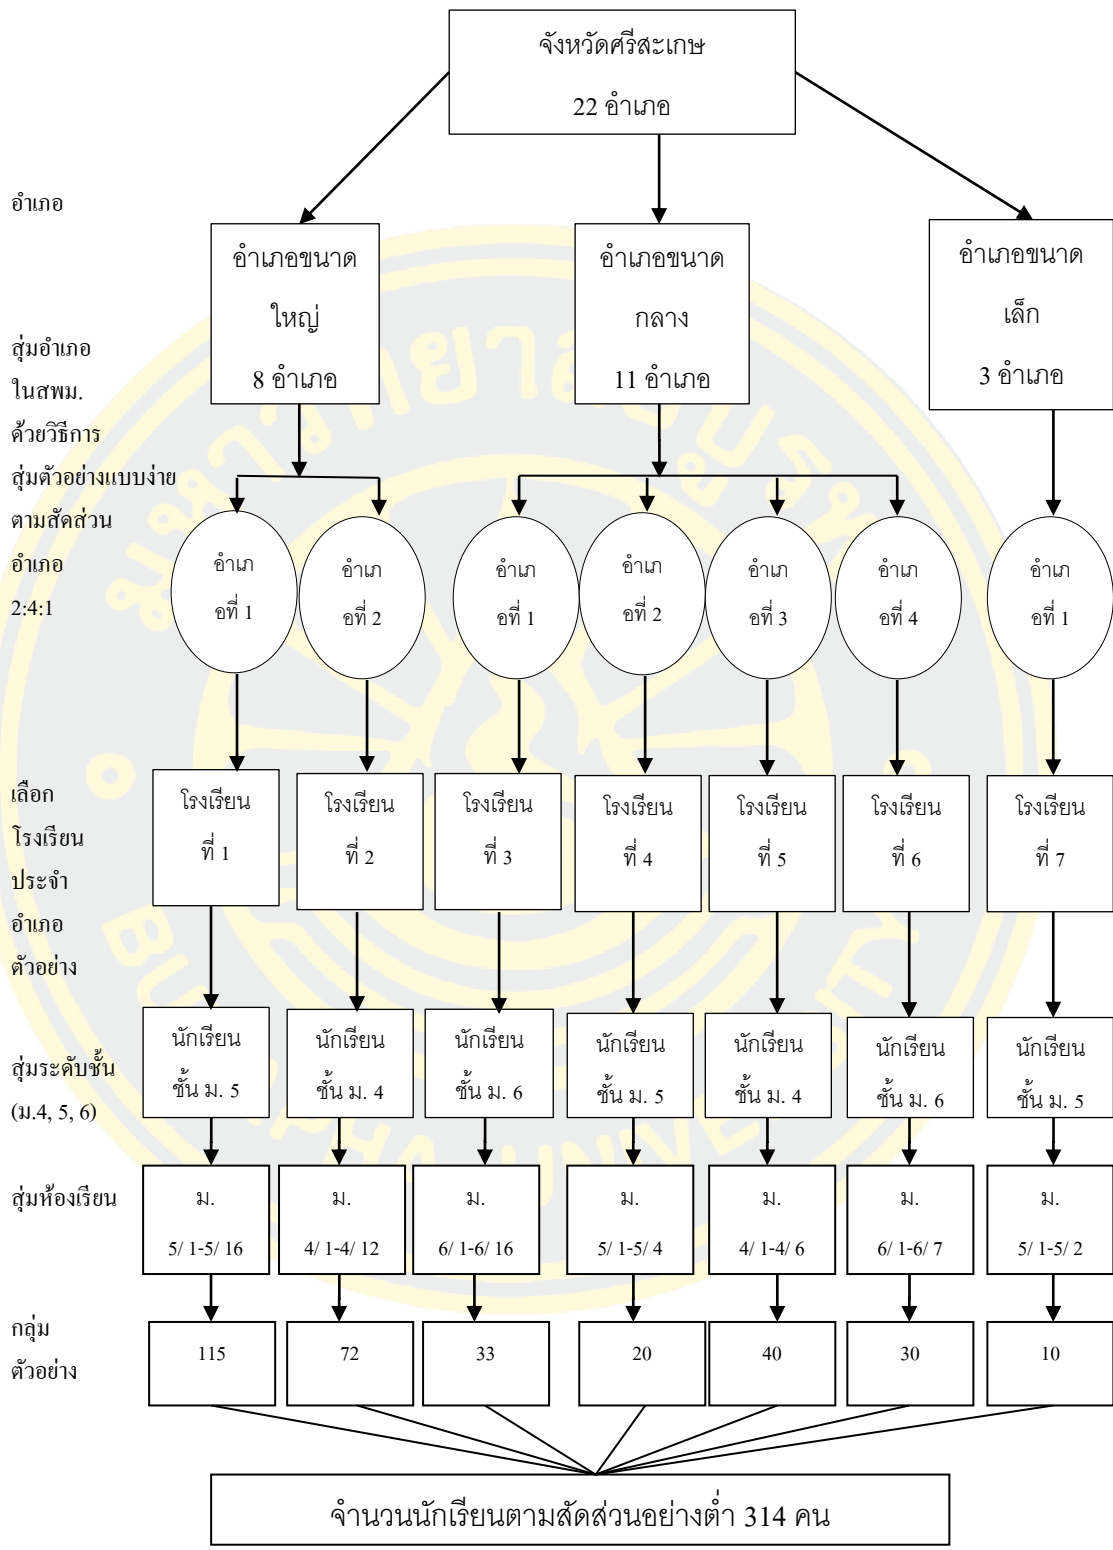 จังหวัดศรีสะเกษ
22 อำเภอ
อำเภอ
อำเภอขนาด
ใหญ่
8 อำเภอ
อำเภอขนาด
กลาง
11 อำเภอ
อำเภอขนาด
เล็ก
3 อำเภอ
สุ่มอำเภอ
ในสพม.
ด้วยวิธีการ
สุ่มตัวอย่างแบบง่าย
ตามสัดส่วน
อำเภอ
2:4:1
อำเภ
อที่ 1
อำเภ
อที่ 2
อำเภ
อที่ 1
อำเภ
อที่ 2
อำเภ
อที่ 3
อำเภ
อที่ 4
อำเภ
อที่ 1
เลือก
โรงเรียน
ประจำ
อำเภอ
ตัวอย่าง
โรงเรียน
ที่ 1
โรงเรียน
ที่ 2
โรงเรียน
ที่ 3
โรงเรียน
ที่ 4
โรงเรียน
ที่ 5
โรงเรียน
ที่ 6
โรงเรียน
ที่ 7
สุ่มระดับชั้น
(ม.4, 5, 6)
นักเรียน
ชั้น ม. 5
นักเรียน
ชั้น ม. 4
นักเรียน
ชั้น ม. 6
นักเรียน
ชั้น ม. 5
นักเรียน
ชั้น ม. 4
นักเรียน
ชั้น ม. 6
นักเรียน
ชั้น ม. 5
สุ่มห้องเรียน
ม.
5/ 1-5/ 16
ม.
4/ 1-4/ 12
ม.
6/ 1-6/ 16
ม.
5/ 1-5/ 4
ม.
4/ 1-4/ 6
ม.
6/ 1-6/ 7
ม.
5/ 1-5/ 2
กลุ่ม
ตัวอย่าง
115
72
33
20
40
30
10
จำนวนนักเรียนตามสัดส่วนอย่างต่ำ 314 คน